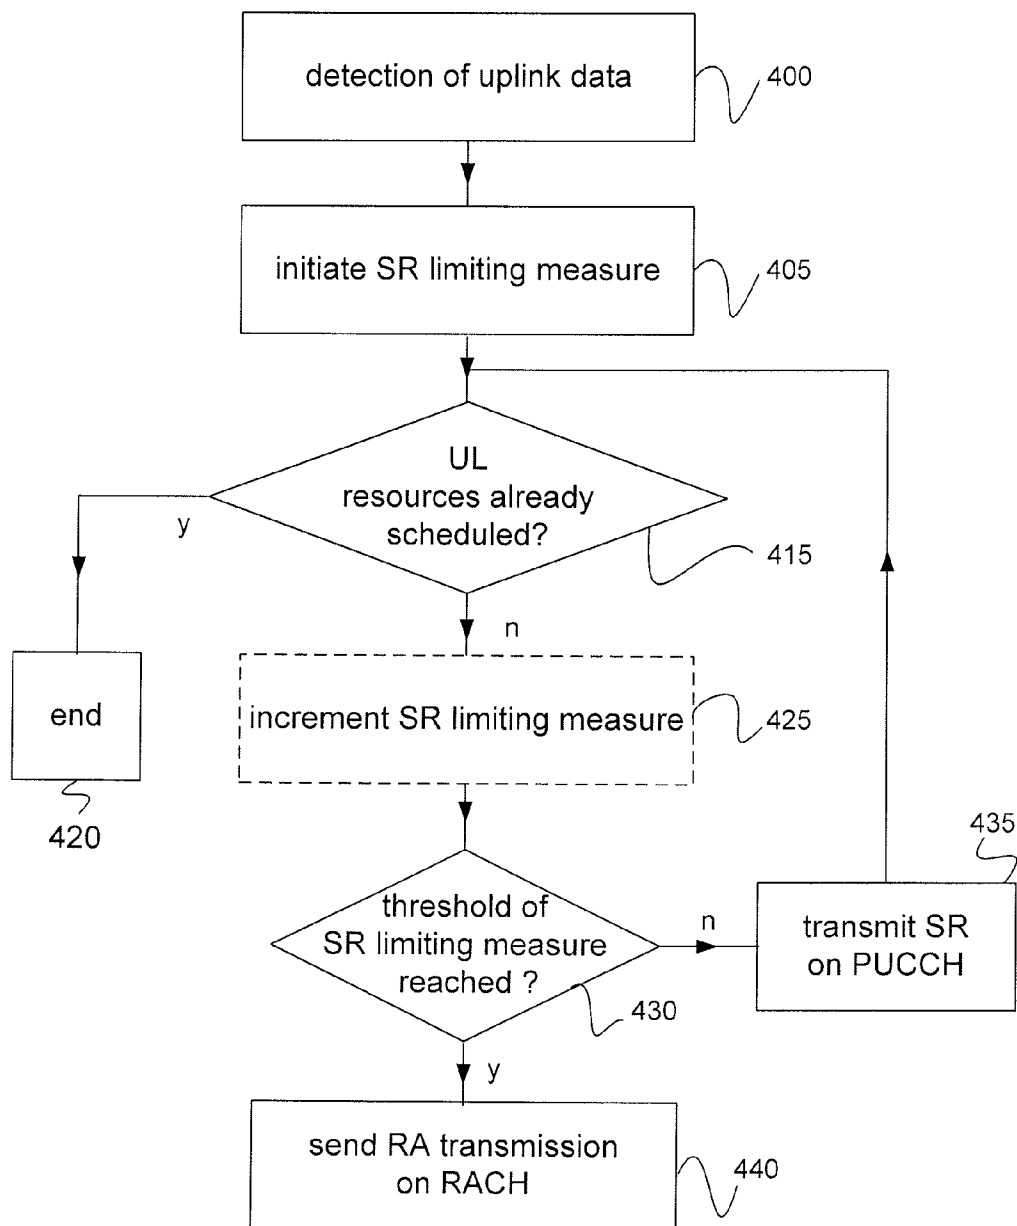 detection of uplink data
400
initiate SR limiting measure
405
UL
resources already
scheduled?
y
415
n
end
420
increment SR limiting measure
425
435
threshold of
SR limiting measure
reached ?
n
transmit SR
on PUCCH
430
y
send RA transmission
on RACH
440